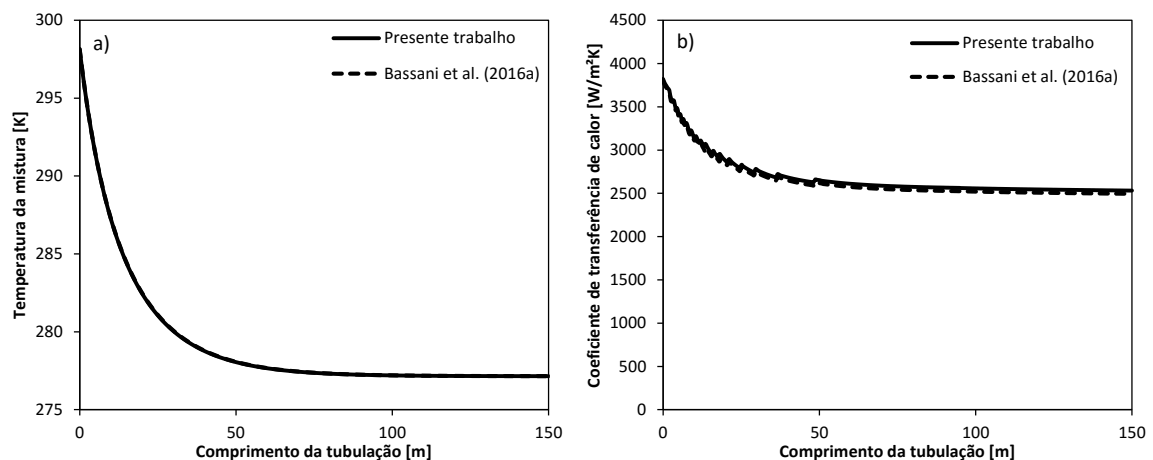 a)
Presente trabalho
Bassani et al. (2016a)
Temperatura da mistura [K]
300
295
290
285
280
275
0
50
100
150
Comprimento da tubulação [m]
b)
Presente trabalho
Bassani et al. (2016a)
Coeficiente de transferência de calor [W/m²K]
4500
4000
3500
3000
2500
2000
1500
1000
500
0
0
50
100
150
Comprimento da tubulação [m]